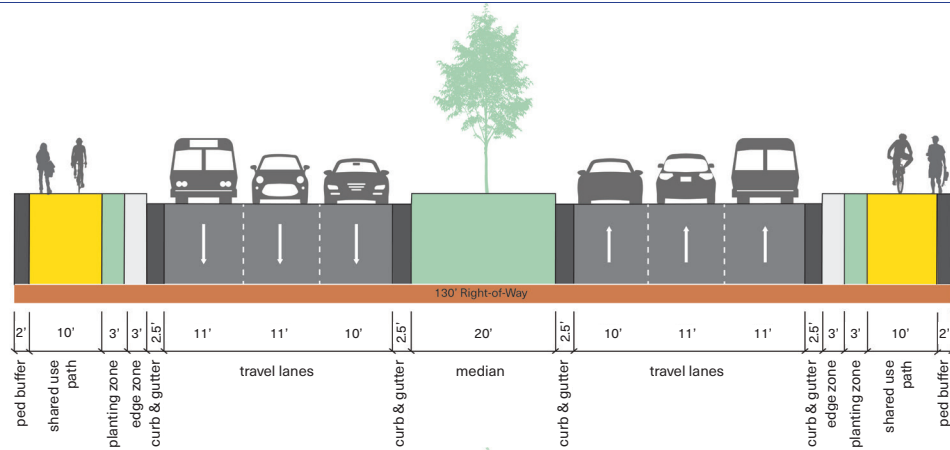 130' Right-of-Way
2' 10' 3' 3' 2.5' 11' 11' 10' 2.5' 20' 2.5' 10' 11' 11' 2.5' 3' 3' 10' 2'
ped buffer
shared use
path
planting zone
edge zone
curb & gutter
travel lanes
curb & gutter
median
curb & gutter
travel lanes
curb & gutter
edge zone
planting zone
shared use
path
ped buffer